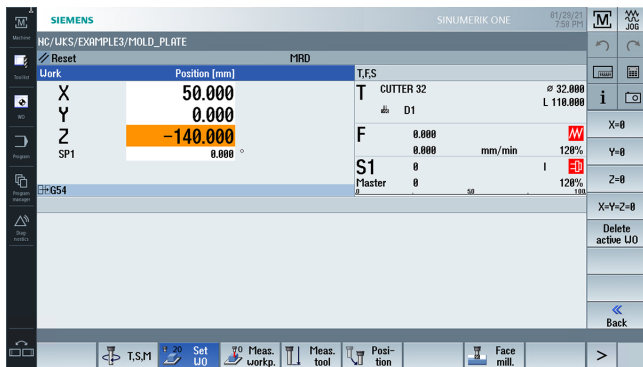 SIEMENS SINUMERIK ONE 01/29/21 7:58 PM M JOG
Machine
NC/WKS/EXAMPLE3/MOLD_PLATE
Reset MRD
Work Position [mm] T,F,S
X 50.000 T CUTTER 32 ø 32.000
L 110.000
Y 0.000 D1
Z -140.000 F 0.000
SP1 0.000 ° 0.000 mm/min 120%
S1 0 I
Master 0 120%
G54 0 50 100
WO
Program
Program manager
Diag-
nostics
i
X=0
Y=0
Z=0
X=Y=Z=0
Delete
active WO
Back
T,S,M Set WO Meas. workp. Meas. tool Posi-tion Face mill. >